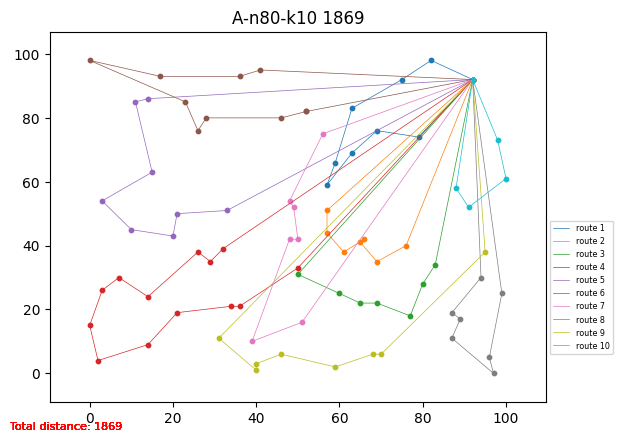 A-n80-k10 1869
100
80
60
40
20
0
0
20
40
60
80
100
route 1
route 2
route 3
route 4
route 5
route 6
route 7
route 8
route 9
route 10
Total distance: 1869